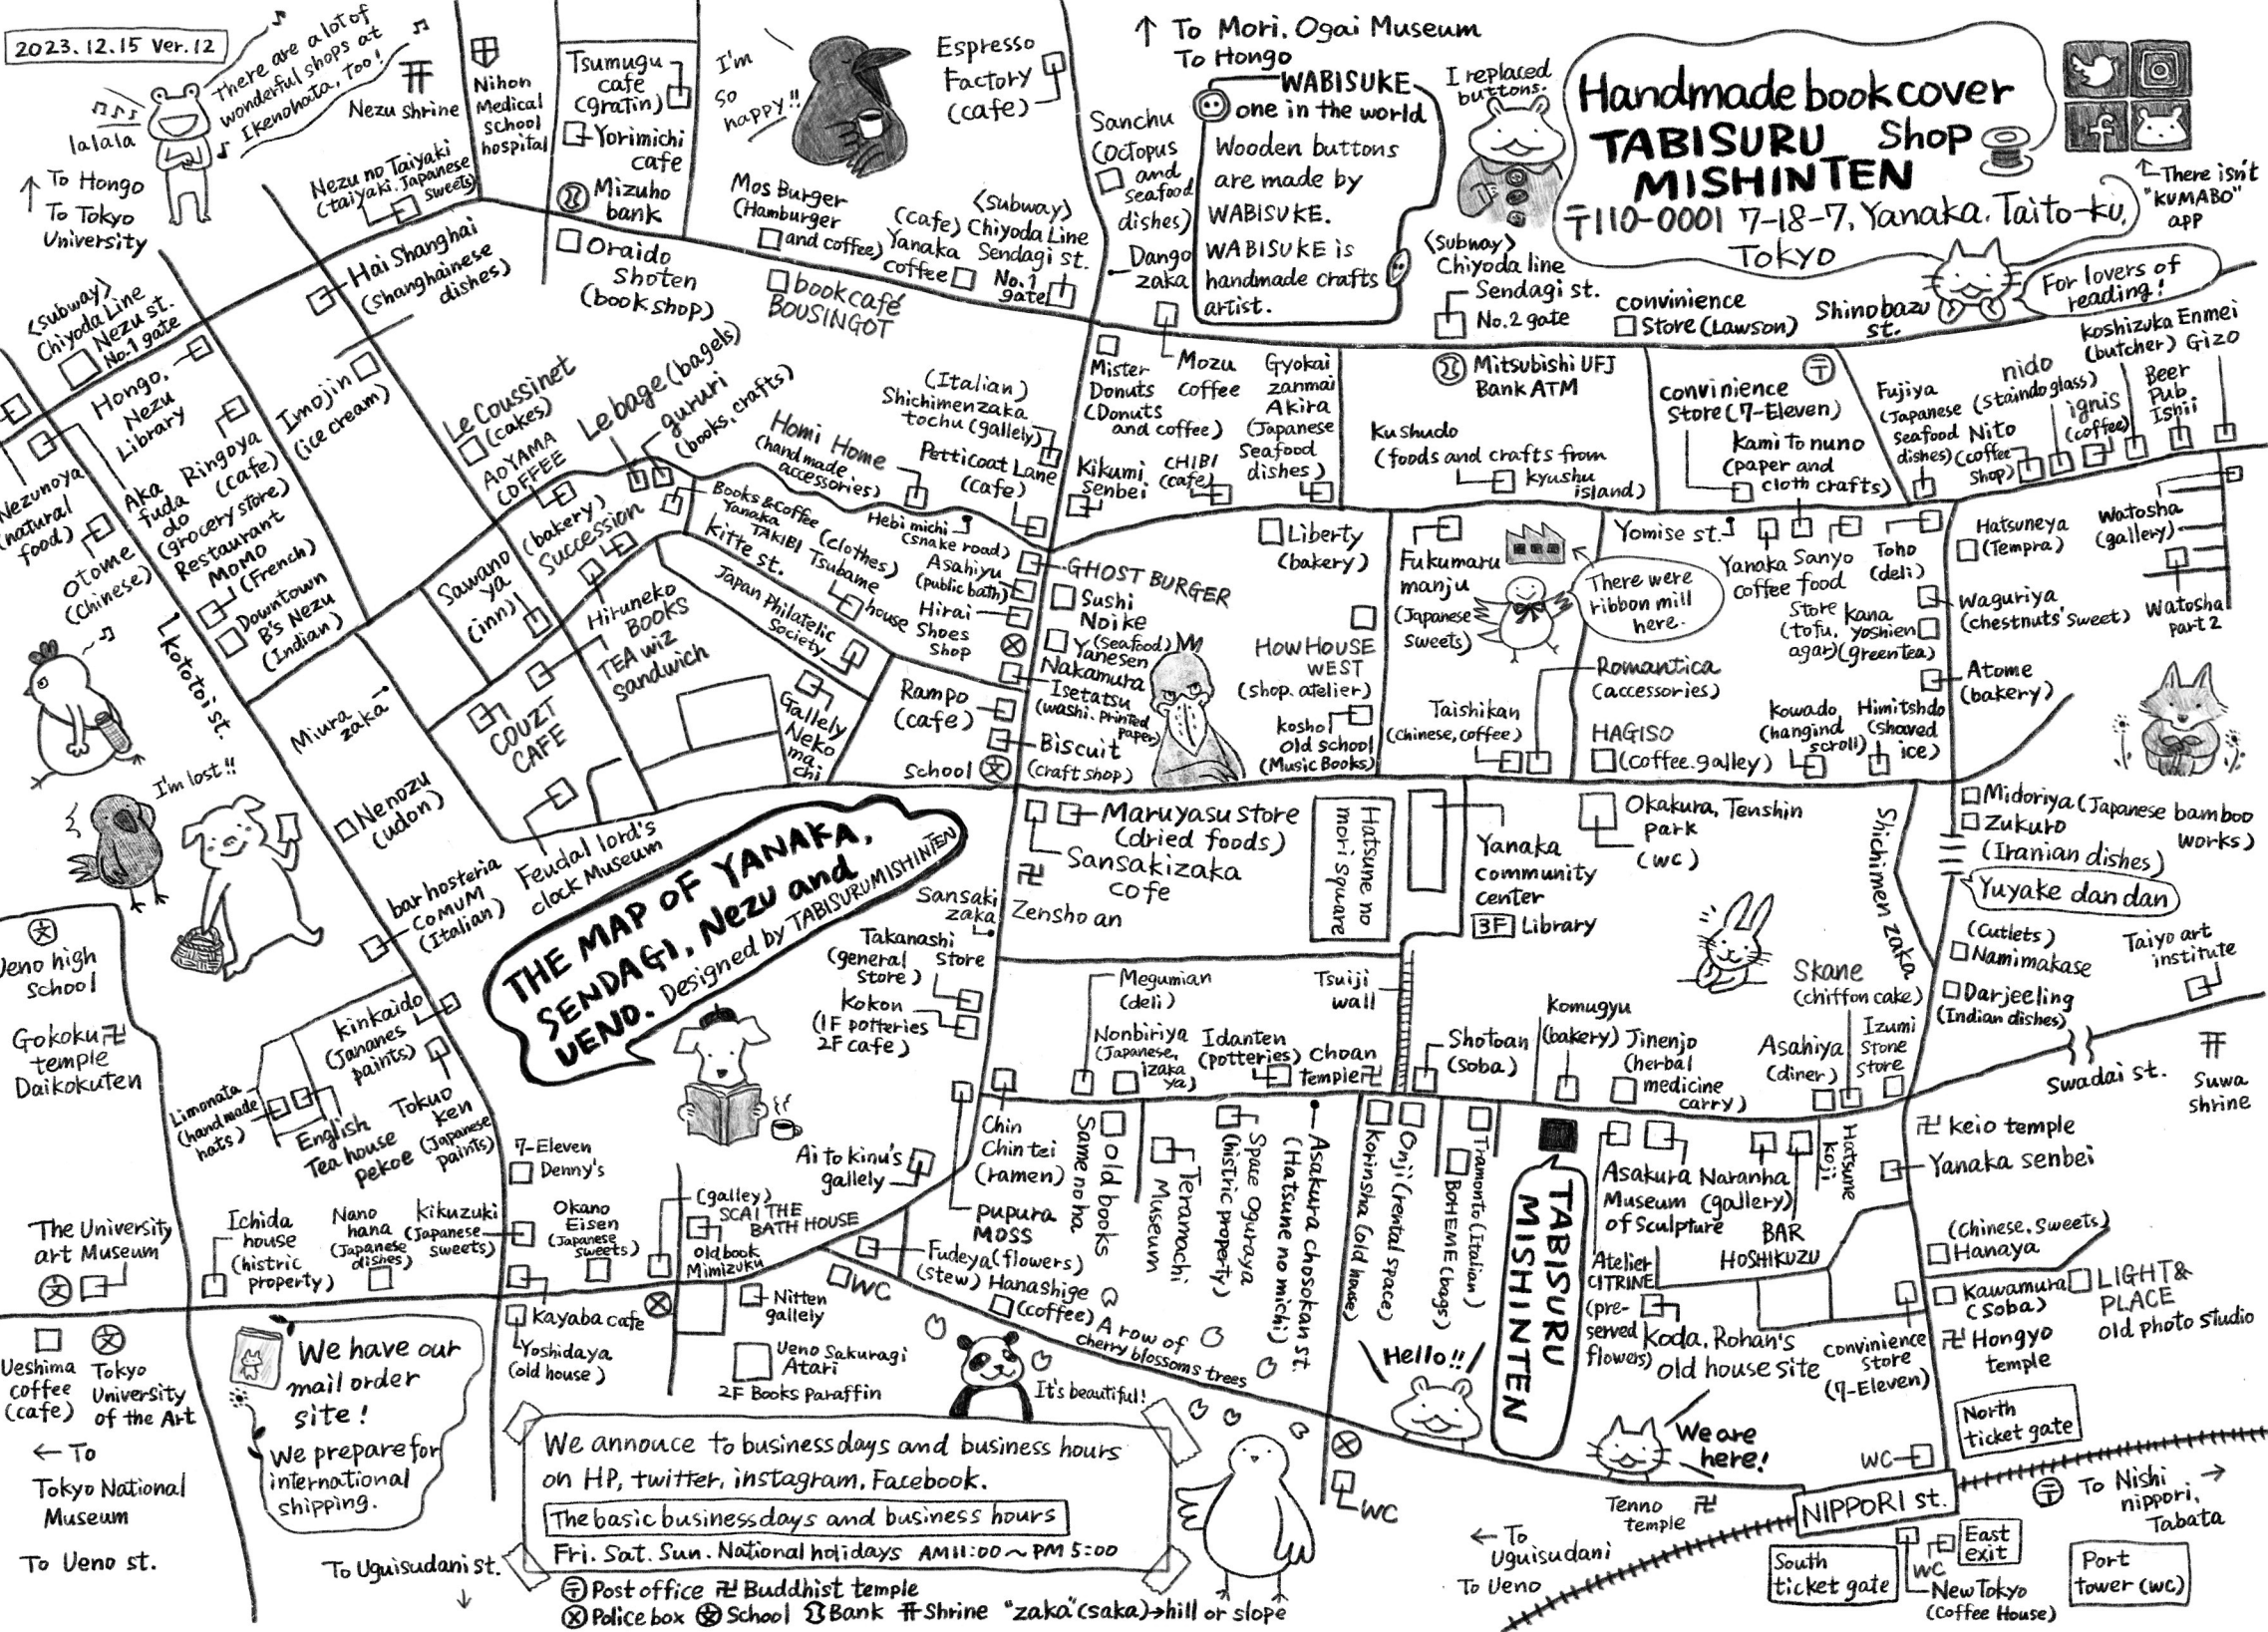 2023.12.15 Ver.12
There are a lot of
wonderful shops at
Ikenohata, too!
lalala
↑ To Hongo
To Tokyo
University
Nezu Shrine
Nihon
Medical
school
hospital
Nezu no Taiyaki
(taiyaki. Japanese
sweets)
Tsumugu
cafe
(gratin)
Yorimichi
cafe
Mizuho
bank
I'm
so
happy!!
Espresso
Factory
(cafe)
↑ To Mori. Ogai Museum
To Hongo
WABISUKE
one in the world
Wooden buttons
are made by
WABISUKE.
WABISUKE is
handmade crafts
artist.
I replaced
buttons.
Handmade bookcover
TABISURU Shop
MISHINTEN
〒110-0001 7-18-7. Yanaka. Taito-ku.
Tokyo
f
There isn't
"KUMABO"
app
For lovers of
reading!
Sanchu
(octopus
and
seafood
dishes)
Dango
zaka
Mos Burger
(Hamburger
and coffee)
(cafe)
Yanaka
coffee
<Subway>
Chiyoda Line
Sendagi st.
No.1
gate
<Subway>
Chiyoda line
Sendagi st.
No.2 gate
convinience
Store (Lawson)
Shinobazu
st.
Hai Shanghai
(Shanghainese
dishes)
Oraido
Shoten
(bookshop)
bookcafé
BOUSINGOT
<Subway>
Chiyoda Line
Nezu st.
No.1 gate
Hongo.
Nezu
Library
Imojin
(ice cream)
Le Coussinet
(cakes)
AOYAMA
COFFEE
Le bage (bagels)
gururi
(books, crafts)
Homi Home
(handmade
accessories)
(Italian)
Shichimenzaka
tochu (gallely)
Petticoat Lane
(cafe)
Mister
Donuts
(Donuts
and coffee)
Mozu
coffee
Gyokai
zanmai
Akira
(Japanese
Seafood
dishes)
Kikumi
Senbei
CHIBI
(cafe)
Mitsubishi UFJ
Bank ATM
Kushudo
(foods and crafts from
kyushu
island)
convinience
Store (7-Eleven)
Kami to nuno
(paper and
cloth crafts)
Fujiya
(Japanese
seafood
dishes)
nido
(staindo glass)
Nito
(coffee
shop)
ignis
(coffee)
Koshizuka
(butcher)
Enmei
Gizo
Beer
Pub
Ishii
Nezunoya
(natural
food)
Aka
fuda
do
(grocery store)
Ringoya
(cafe)
Restaurant
MOMO
(French)
Downtown
B's Nezu
(Indian)
otome
(Chinese)
Kototoi st.
Sawano
ya
(inn)
(bakery)
Succession
Books & coffee
Yanaka
TAKIBI
(clothes)
Tsubame
house
Kitte st.
Japan Philatelic
Society
Hiruneko
BOOKS
TEA wiz
sandwich
Hebi michi
(snake road)
Asahiyu
(public bath)
Hirai
Shoes
Shop
GHOST BURGER
Sushi
Noike
(Seafood)
Yanesen
Nakamura
Isetatsu
(washi. printed
paper)
Liberty
(bakery)
HOWHOUSE
WEST
(shop. atelier)
kosho
old school
(Music Books)
Fukumaru
manju
(Japanese
sweets)
There were
ribbon mill
here.
Yomise st.
Yanaka
coffee
Sanyo
food
Store
(tofu.
agar)
Toho
(deli)
Kana
yoshien
(greentea)
Hatsuneya
(Tempra)
Watosha
(gallery)
Waguriya
(chestnuts' sweet)
Watosha
part 2
Atome
(bakery)
Romantica
(accessories)
Taishikan
(chinese, coffee)
HAGISO
(coffee. galley)
Kowado
(hangind
scroll)
Himitshdo
(Shaved
ice)
Miura
zaka
COUZT
CAFE
Gallely
Neko
machi
Rampo
(cafe)
Biscuit
(craft shop)
School
I'm lost!!
Nenozu
(udon)
bar hosteria
COMUM
(Italian)
Feudal lord's
clock Museum
THE MAP OF YANAKA.
SENDAGI. Nezu and
UENO. Designed by TABISURUMISHINTEN
Maruyasu store
(dried foods)
Sansakizaka
cofe
Sansaki
zaka
Zensho an
Hatsune no
mori square
Yanaka
community
center
3F Library
Okakura, Tenshin
park
(WC)
Shichimen zaka
Midoriya (Japanese bamboo
works)
Zukuro
(Iranian dishes)
Yuyake dan dan
(Cutlets)
Namimakase
Darjeeling
(Indian dishes)
Taiyo art
institute
Suwa
shrine
Swadai st.
Ueno high
School
Gokoku
temple
Daikokuten
kinkaido
(Jananes
paints)
Limonata
(handmade
hats)
English
Tea house
pekoe
Tokuo
ken
(Japanese
paints)
Takanashi
(general store
store)
Kokon
(1F potteries
2F cafe)
Megumian
(deli)
Nonbiriya
(Japanese,
izaka
ya)
Idanten
(potteries)
choan
temple
Tsuiji
wall
Shotoan
(Soba)
Komugyu
(bakery)
Jinenjo
(herbal
medicine
carry)
Skane
(chiffon cake)
Asahiya
(diner)
Izumi
Stone
Store
keio temple
Yanaka senbei
7-Eleven
Denny's
Ai to kinu's
gallely
Chin
Chin tei
(ramen)
pupura
MOSS
Same no ha
old books
Teramachi
Museum
Space Oguraya
(histric property)
Asakura chosokan st.
(Hatsune no michi)
Korinsha (old house)
Onji (rental space)
BOHEME (bags)
Tramonto (Italian)
TABISURU
MISHINTEN
Asakura
Museum
of sculpture
Naranha
(gallery)
BAR
HOSHIKUZU
Hatsune
koji
Atelier
CITRINE
(pre-
served
flowers)
Koda. Rohan's
old house site
convinience
store
(7-Eleven)
(Chinese. Sweets)
Hanaya
Kawamura
(soba)
LIGHT &
PLACE
old photo studio
Hongyo
temple
The University
art Museum
Ichida
house
(histric
property)
Nano
hana
(Japanese
dishes)
kikuzuki
(Japanese
sweets)
Okano
Eisen
(Japanese
sweets)
(galley)
SCAI THE
BATH HOUSE
old book
Mimizuku
Fudeya (flowers)
(stew) Hanashige
(coffee)
WC
Nitten
gallely
A row of
cherry blossoms trees
Ueshima
coffee
(cafe)
Tokyo
University
of the Art
← To
Tokyo National
Museum
To Ueno st.
We have our
mail order
site!
We prepare for
international
shipping.
To Uguisudani st.
↓
Kayaba cafe
Yoshidaya
(old house)
Ueno Sakuragi
Atari
2F Books Paraffin
It's beautiful!
We annouce to business days and business hours
on HP, twitter, instagram, Facebook.
The basic business days and business hours
Fri. Sat. Sun. National holidays AM11:00~PM5:00
〒 Post office 卍 Buddhist temple
Ⓧ Police box 文 School Bank Shrine "zaka" (saka)→hill or slope
Hello!!
WC
We are
here!
Tenno
temple
← To
Uguisudani
To Ueno
WC
NIPPORI st.
North
ticket gate
South
ticket gate
WC
East
exit
New Tokyo
(Coffee House)
Port
tower (WC)
To Nishi →
nippori.
Tabata